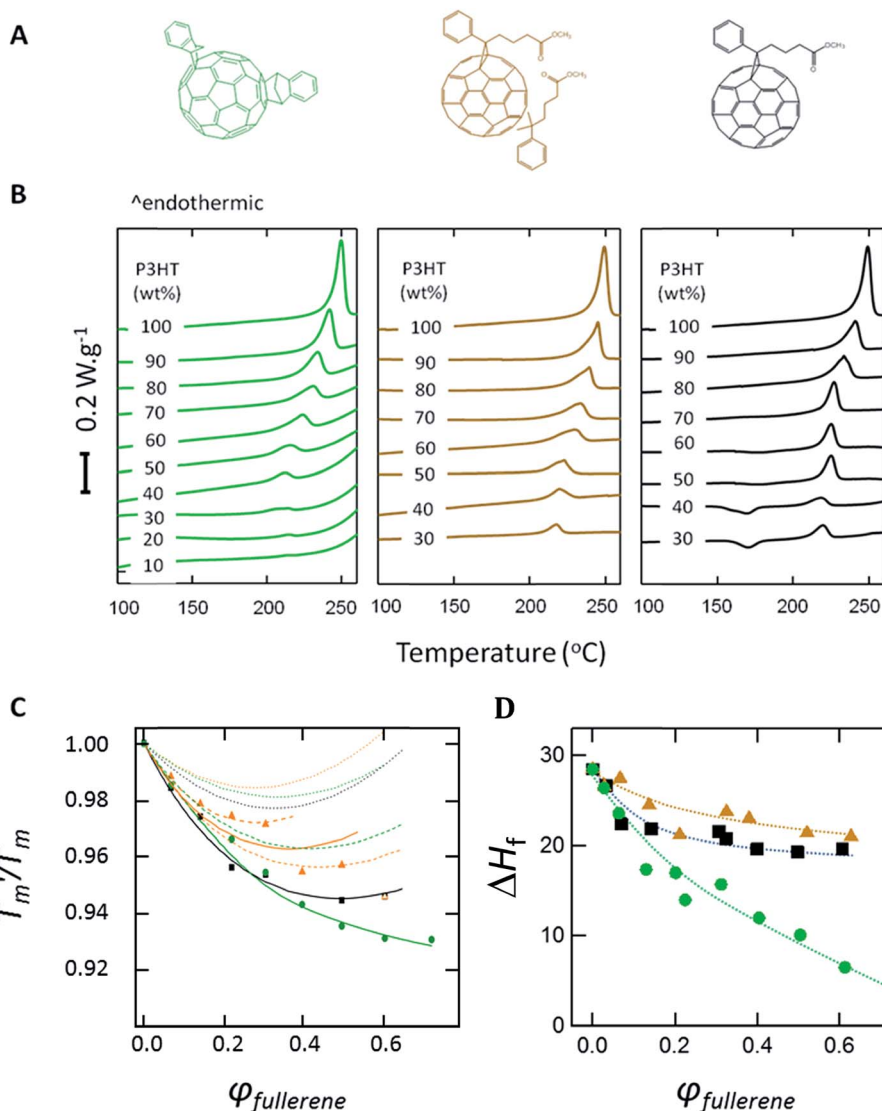 A
OCH₃
O
O
OCH₃
OCH₃
O
B
^endothermic
P3HT
(wt%)
100
90
80
70
60
50
40
30
20
10
P3HT
(wt%)
100
90
80
70
60
50
40
30
P3HT
(wt%)
100
90
80
70
60
50
40
30
0.2 W.g⁻¹
100 150 200 250
100 150 200 250
100 150 200 250
Temperature (°C)
C
1.00
0.98
0.96
0.94
0.92
0.0 0.2 0.4 0.6
φfullerene
D
30
20
10
0
ΔHf
0.0 0.2 0.4 0.6
φfullerene